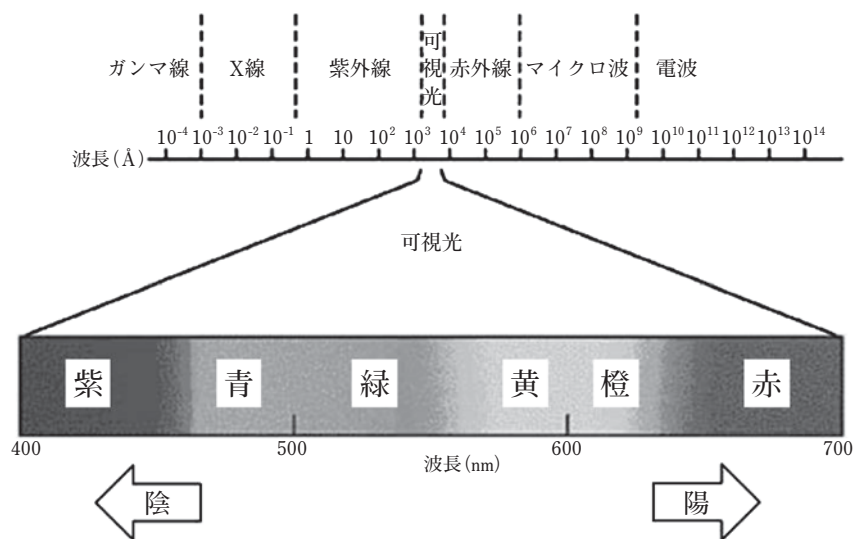 ガンマ線 X線 紫外線 可視光 赤外線 マイクロ波 電波
波長(Å) 10⁻⁴ 10⁻³ 10⁻² 10⁻¹ 1 10 10² 10³ 10⁴ 10⁵ 10⁶ 10⁷ 10⁸ 10⁹ 10¹⁰ 10¹¹ 10¹² 10¹³ 10¹⁴
可視光
紫 青 緑 黄 橙 赤
400 500 600 700
波長(nm)
陰 陽